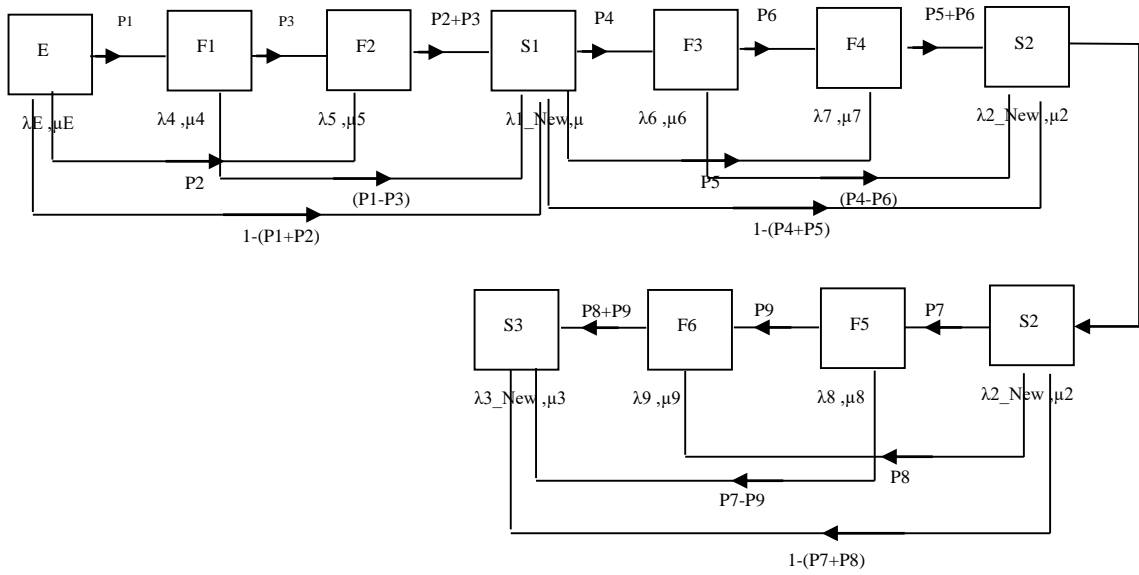 P1 P3 P2+P3 P4 P6 P5+P6
E F1 F2 S1 F3 F4 S2
λE ,µE λ4 ,µ4 λ5 ,µ5 λ1_New,µ λ6 ,µ6 λ7 ,µ7 λ2_New ,µ2
P2 P5
(P1-P3) (P4-P6)
1-(P1+P2) 1-(P4+P5)
P8+P9 P9 P7
S3 F6 F5 S2
λ3_New ,µ3 λ9 ,µ9 λ8 ,µ8 λ2_New ,µ2
P8
P7-P9
1-(P7+P8)